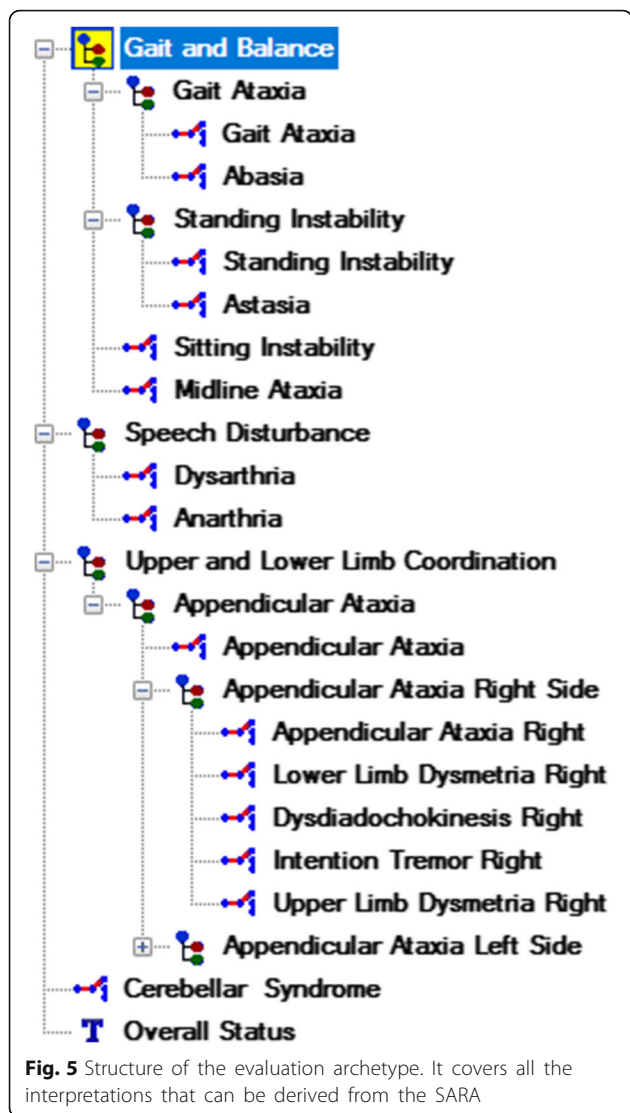 Gait and Balance
Gait Ataxia
Gait Ataxia
Abasia
Standing Instability
Standing Instability
Astasia
Sitting Instability
Midline Ataxia
Speech Disturbance
Dysarthria
Anarthria
Upper and Lower Limb Coordination
Appendicular Ataxia
Appendicular Ataxia
Appendicular Ataxia Right Side
Appendicular Ataxia Right
Lower Limb Dysmetria Right
Dysdiadochokinesis Right
Intention Tremor Right
Upper Limb Dysmetria Right
Appendicular Ataxia Left Side
Cerebellar Syndrome
T Overall Status
Fig. 5 Structure of the evaluation archetype. It covers all the
interpretations that can be derived from the SARA